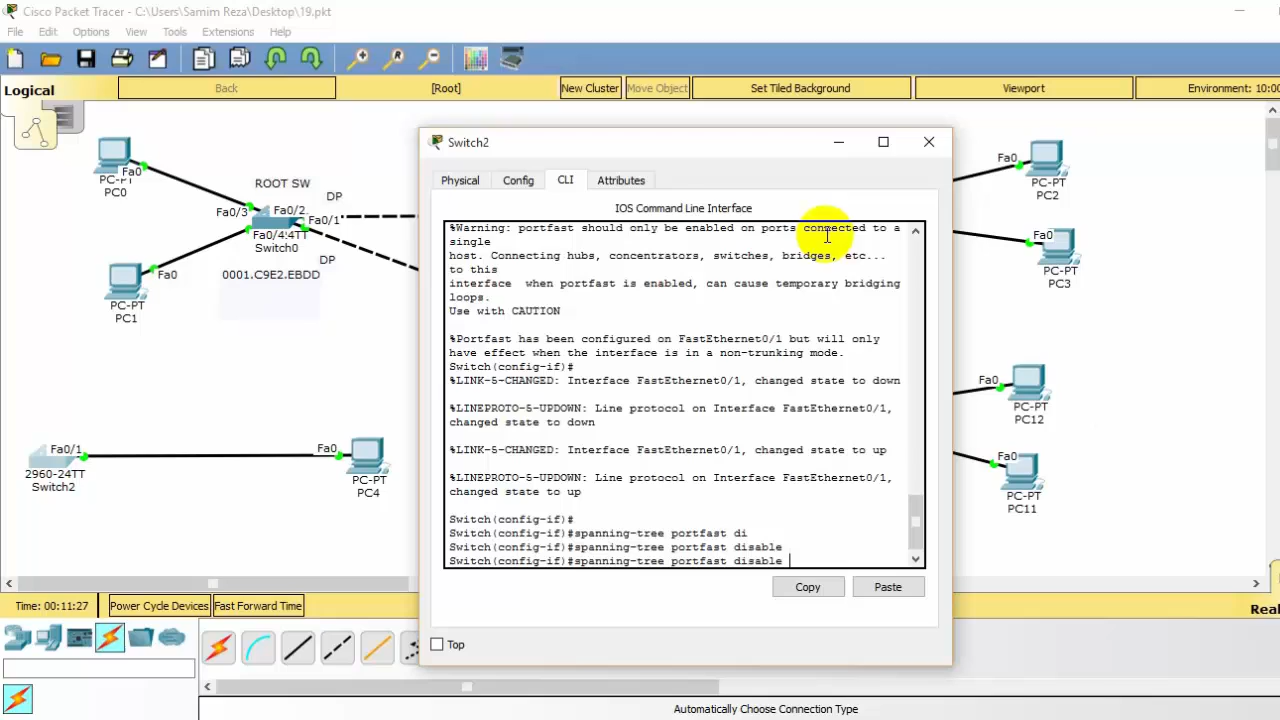 Cisco Packet Tracer - C:\Users\Samim Reza\Desktop\19.pkt
File Edit Options View Tools Extensions Help
Logical
Back
[Root]
New Cluster
Move Object
Set Tiled Background
Viewport
Environment: 10:00
Fa0
PC-PT
PC0
ROOT SW
DP
Fa0/3
Fa0/2
Fa0/1
Fa0/4:4TT
Switch0
DP
Fa0
PC-PT
PC1
0001.C9E2.EBDD
Fa0/1
2960-24TT
Switch2
Fa0
PC-PT
PC4
Switch2
Physical Config CLI Attributes
IOS Command Line Interface
%Warning: portfast should only be enabled on ports connected to a
single
host. Connecting hubs, concentrators, switches, bridges, etc...
to this
interface when portfast is enabled, can cause temporary bridging
loops.
Use with CAUTION
%Portfast has been configured on FastEthernet0/1 but will only
have effect when the interface is in a non-trunking mode.
Switch(config-if)#
%LINK-5-CHANGED: Interface FastEthernet0/1, changed state to down
%LINEPROTO-5-UPDOWN: Line protocol on Interface FastEthernet0/1,
changed state to down
%LINK-5-CHANGED: Interface FastEthernet0/1, changed state to up
%LINEPROTO-5-UPDOWN: Line protocol on Interface FastEthernet0/1,
changed state to up
Switch(config-if)#
Switch(config-if)#spanning-tree portfast di
Switch(config-if)#spanning-tree portfast disable
Switch(config-if)#spanning-tree portfast disable
Copy
Paste
Top
Fa0
PC-PT
PC2
Fa0
PC-PT
PC3
Fa0
PC-PT
PC12
Fa0
PC-PT
PC11
Time: 00:11:27
Power Cycle Devices
Fast Forward Time
Real
Automatically Choose Connection Type